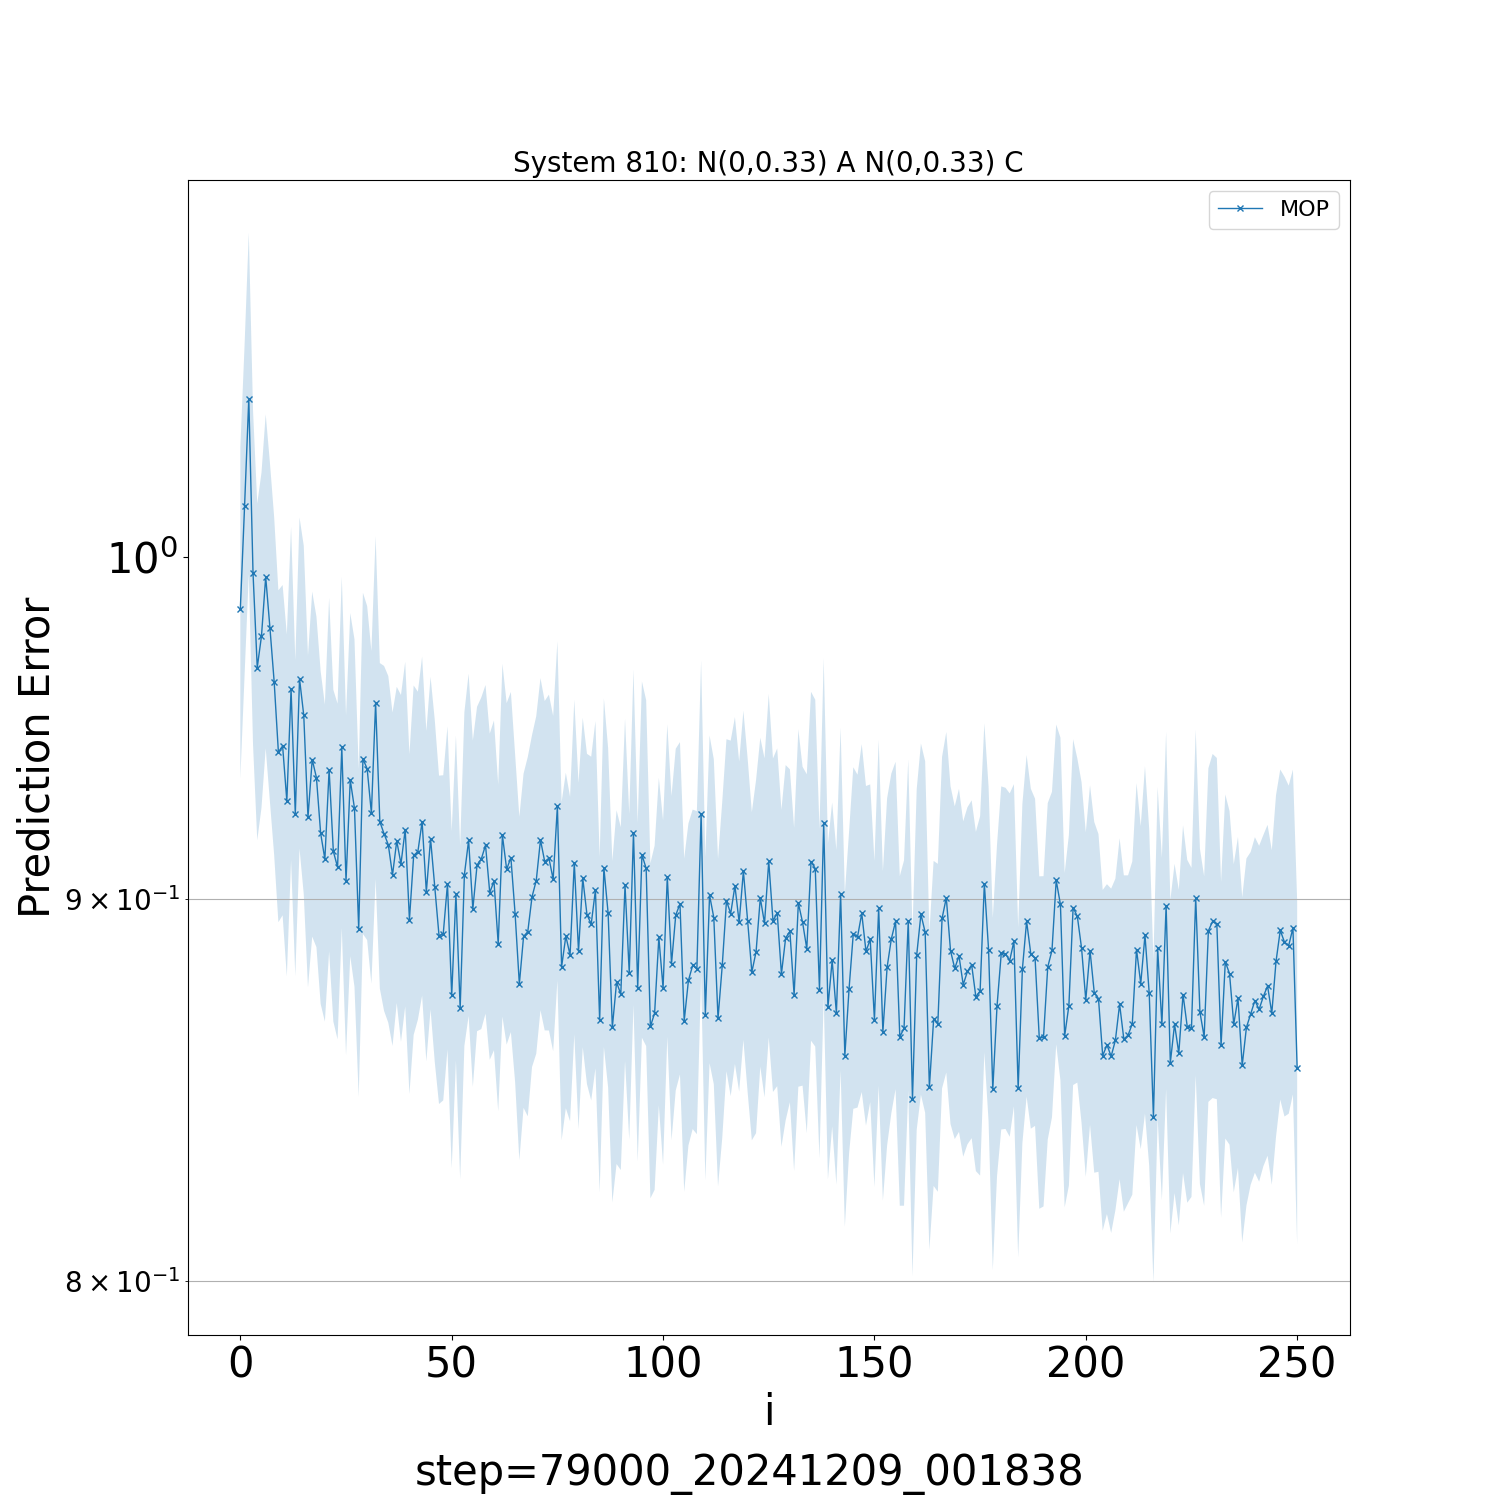 System 810: N(0,0.33) A N(0,0.33) C
MOP
Prediction Error
10⁰
9 × 10⁻¹
8 × 10⁻¹
0 50 100 150 200 250
i
step=79000_20241209_001838